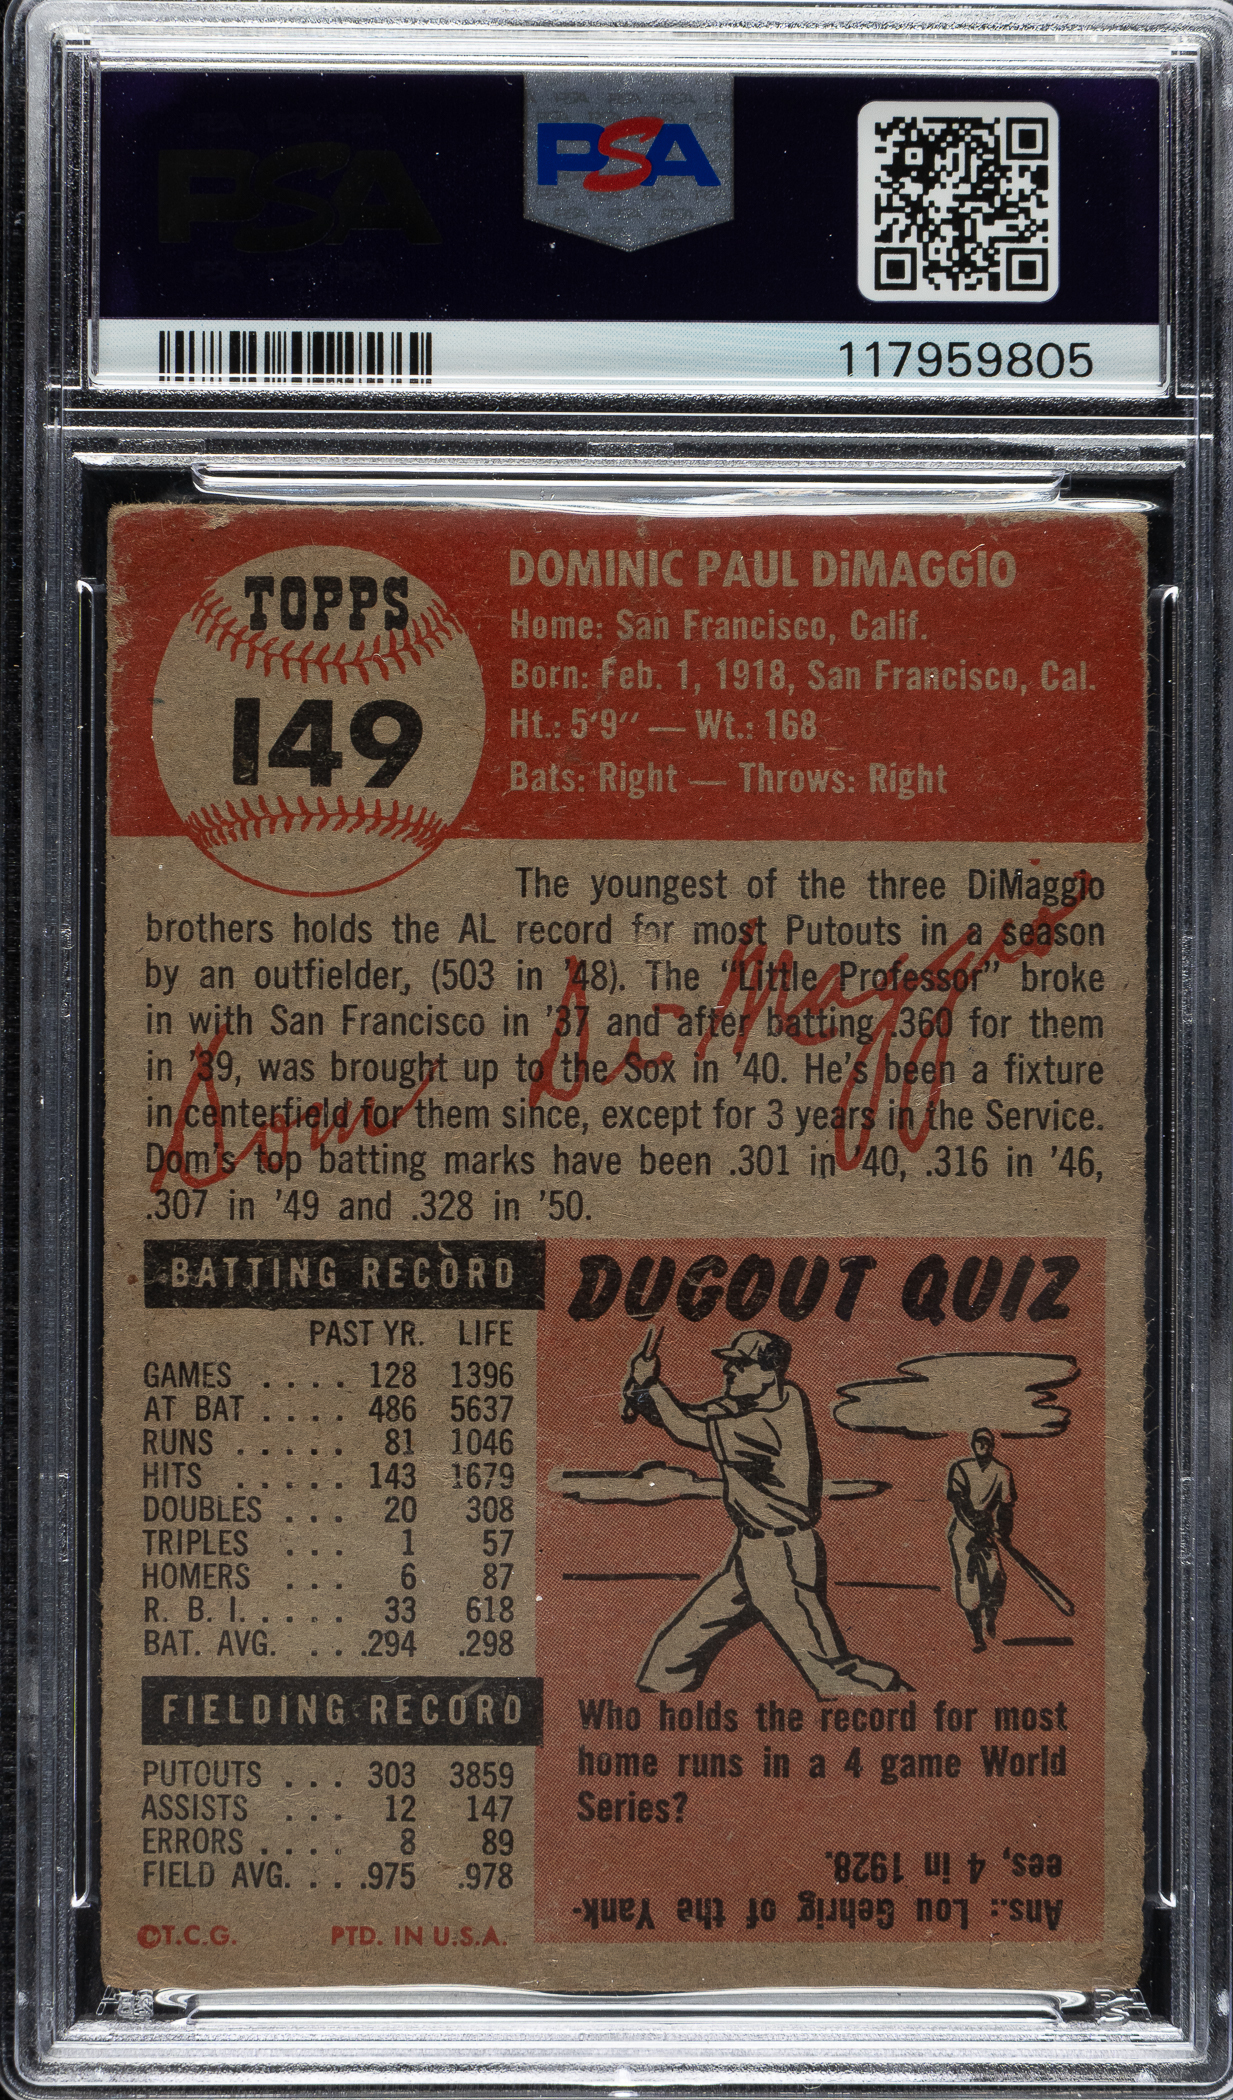 PSA
117959805
TOPPS
149
DOMINIC PAUL DiMAGGIO
Home: San Francisco, Calif.
Born: Feb. 1, 1918, San Francisco, Cal.
Ht.: 5'9'' — Wt.: 168
Bats: Right — Throws: Right
The youngest of the three DiMaggio
brothers holds the AL record for most Putouts in a season
by an outfielder, (503 in '48). The "Little Professor" broke
in with San Francisco in '37 and after batting .360 for them
in '39, was brought up to the Sox in '40. He's been a fixture
in centerfield for them since, except for 3 years in the Service.
Dom's top batting marks have been .301 in '40, .316 in '46,
.307 in '49 and .328 in '50.
Dom DiMaggio
BATTING RECORD
PAST YR. LIFE
GAMES .... 128 1396
AT BAT .... 486 5637
RUNS ..... 81 1046
HITS ..... 143 1679
DOUBLES ... 20 308
TRIPLES ... 1 57
HOMERS ... 6 87
R. B. I. .... 33 618
BAT. AVG. .. .294 .298
FIELDING RECORD
PUTOUTS ... 303 3859
ASSISTS ... 12 147
ERRORS .... 8 89
FIELD AVG. ... .975 .978
©T.C.G. PTD. IN U.S.A.
DUGOUT QUIZ
Who holds the record for most
home runs in a 4 game World
Series?
Ans.: Lou Gehrig of the Yank-
ees, 4 in 1928.